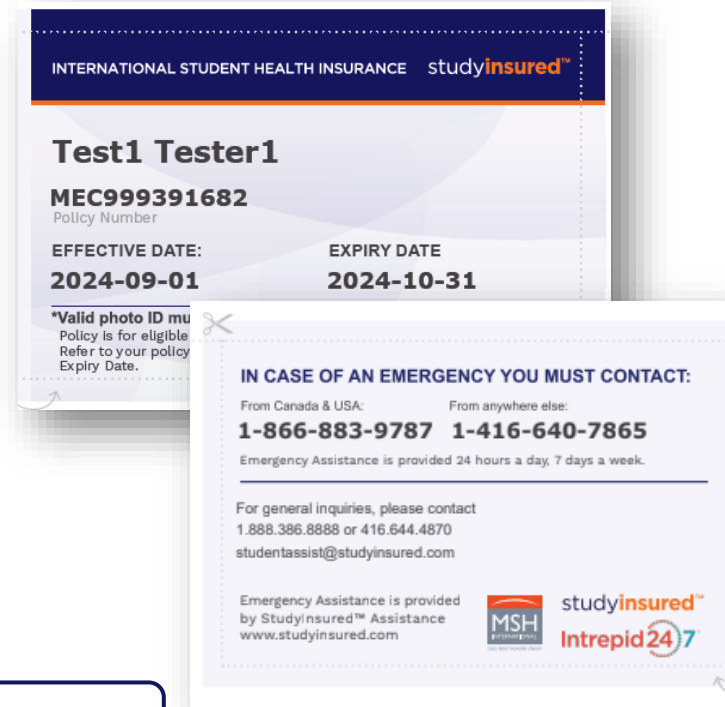 INTERNATIONAL STUDENT HEALTH INSURANCE studyinsured™
Test1 Tester1
MEC999391682
Policy Number
EFFECTIVE DATE: EXPIRY DATE
2024-09-01 2024-10-31
*Valid photo ID mu
Policy is for eligible
Refer to your policy
Expiry Date.
IN CASE OF AN EMERGENCY YOU MUST CONTACT:
From Canada & USA: From anywhere else:
1-866-883-9787 1-416-640-7865
Emergency Assistance is provided 24 hours a day, 7 days a week.
For general inquiries, please contact
1.888.386.8888 or 416.644.4870
studentassist@studyinsured.com
Emergency Assistance is provided
by StudyInsured™ Assistance
www.studyinsured.com
MSH
INTERNATIONAL
studyinsured™
Intrepid 24/7